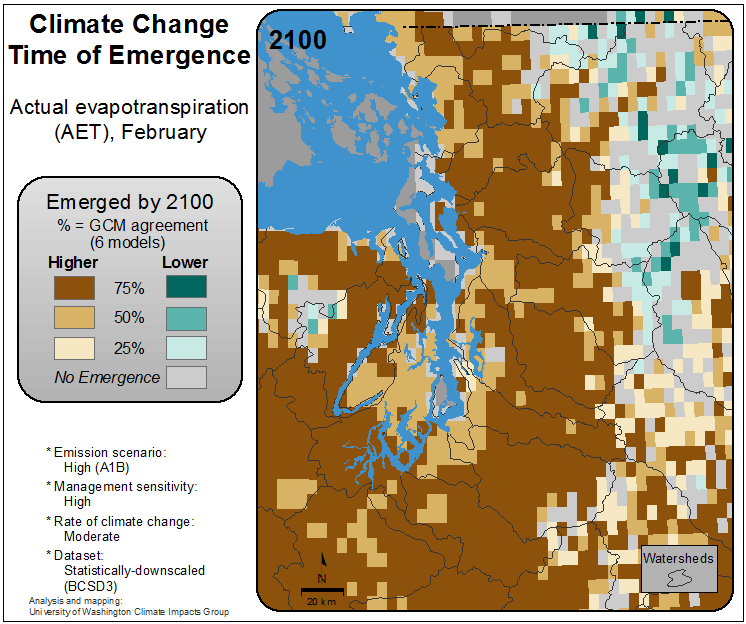 Climate Change
Time of Emergence
Actual evapotranspiration
(AET), February
Emerged by 2100
% = GCM agreement
(6 models)
Higher Lower
75%
50%
25%
No Emergence
* Emission scenario:
High (A1B)
* Management sensitivity:
High
* Rate of climate change:
Moderate
* Dataset:
Statistically-downscaled
(BCSD3)
Analysis and mapping:
University of Washington Climate Impacts Group
2100
N
20 km
Watersheds